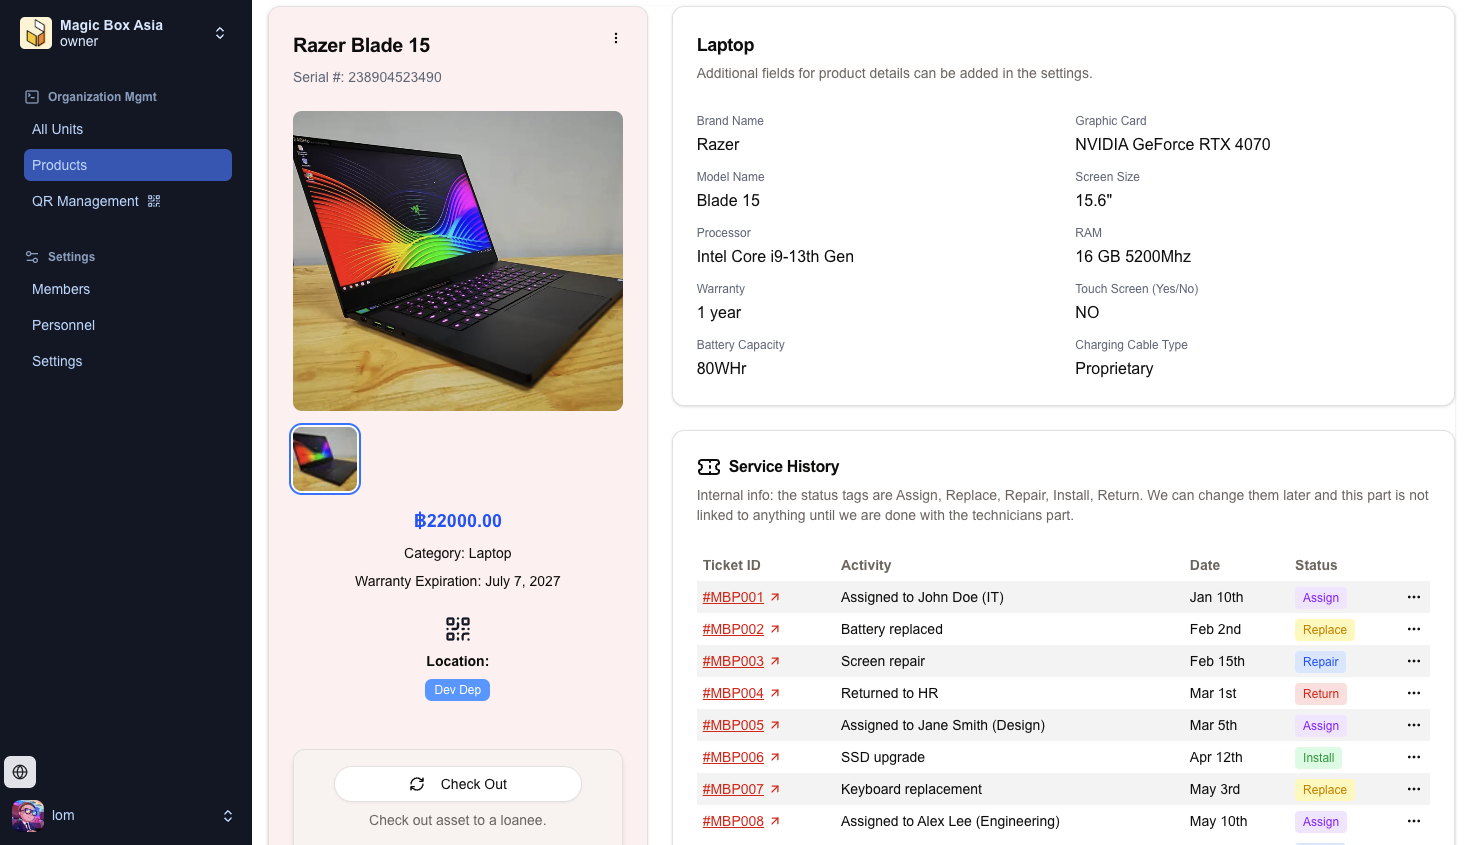 Magic Box Asia
owner
Organization Mgmt
All Units
Products
QR Management
Settings
Members
Personnel
Settings
lom
Razer Blade 15
Serial #: 238904523490
฿22000.00
Category: Laptop
Warranty Expiration: July 7, 2027
Location:
Dev Dep
Check Out
Check out asset to a loanee.
Laptop
Additional fields for product details can be added in the settings.
Brand Name
Razer
Graphic Card
NVIDIA GeForce RTX 4070
Model Name
Blade 15
Screen Size
15.6"
Processor
Intel Core i9-13th Gen
RAM
16 GB 5200Mhz
Warranty
1 year
Touch Screen (Yes/No)
NO
Battery Capacity
80WHr
Charging Cable Type
Proprietary
Service History
Internal info: the status tags are Assign, Replace, Repair, Install, Return. We can change them later and this part is not
linked to anything until we are done with the technicians part.
Ticket ID Activity Date Status
#MBP001 Assigned to John Doe (IT) Jan 10th Assign
#MBP002 Battery replaced Feb 2nd Replace
#MBP003 Screen repair Feb 15th Repair
#MBP004 Returned to HR Mar 1st Return
#MBP005 Assigned to Jane Smith (Design) Mar 5th Assign
#MBP006 SSD upgrade Apr 12th Install
#MBP007 Keyboard replacement May 3rd Replace
#MBP008 Assigned to Alex Lee (Engineering) May 10th Assign